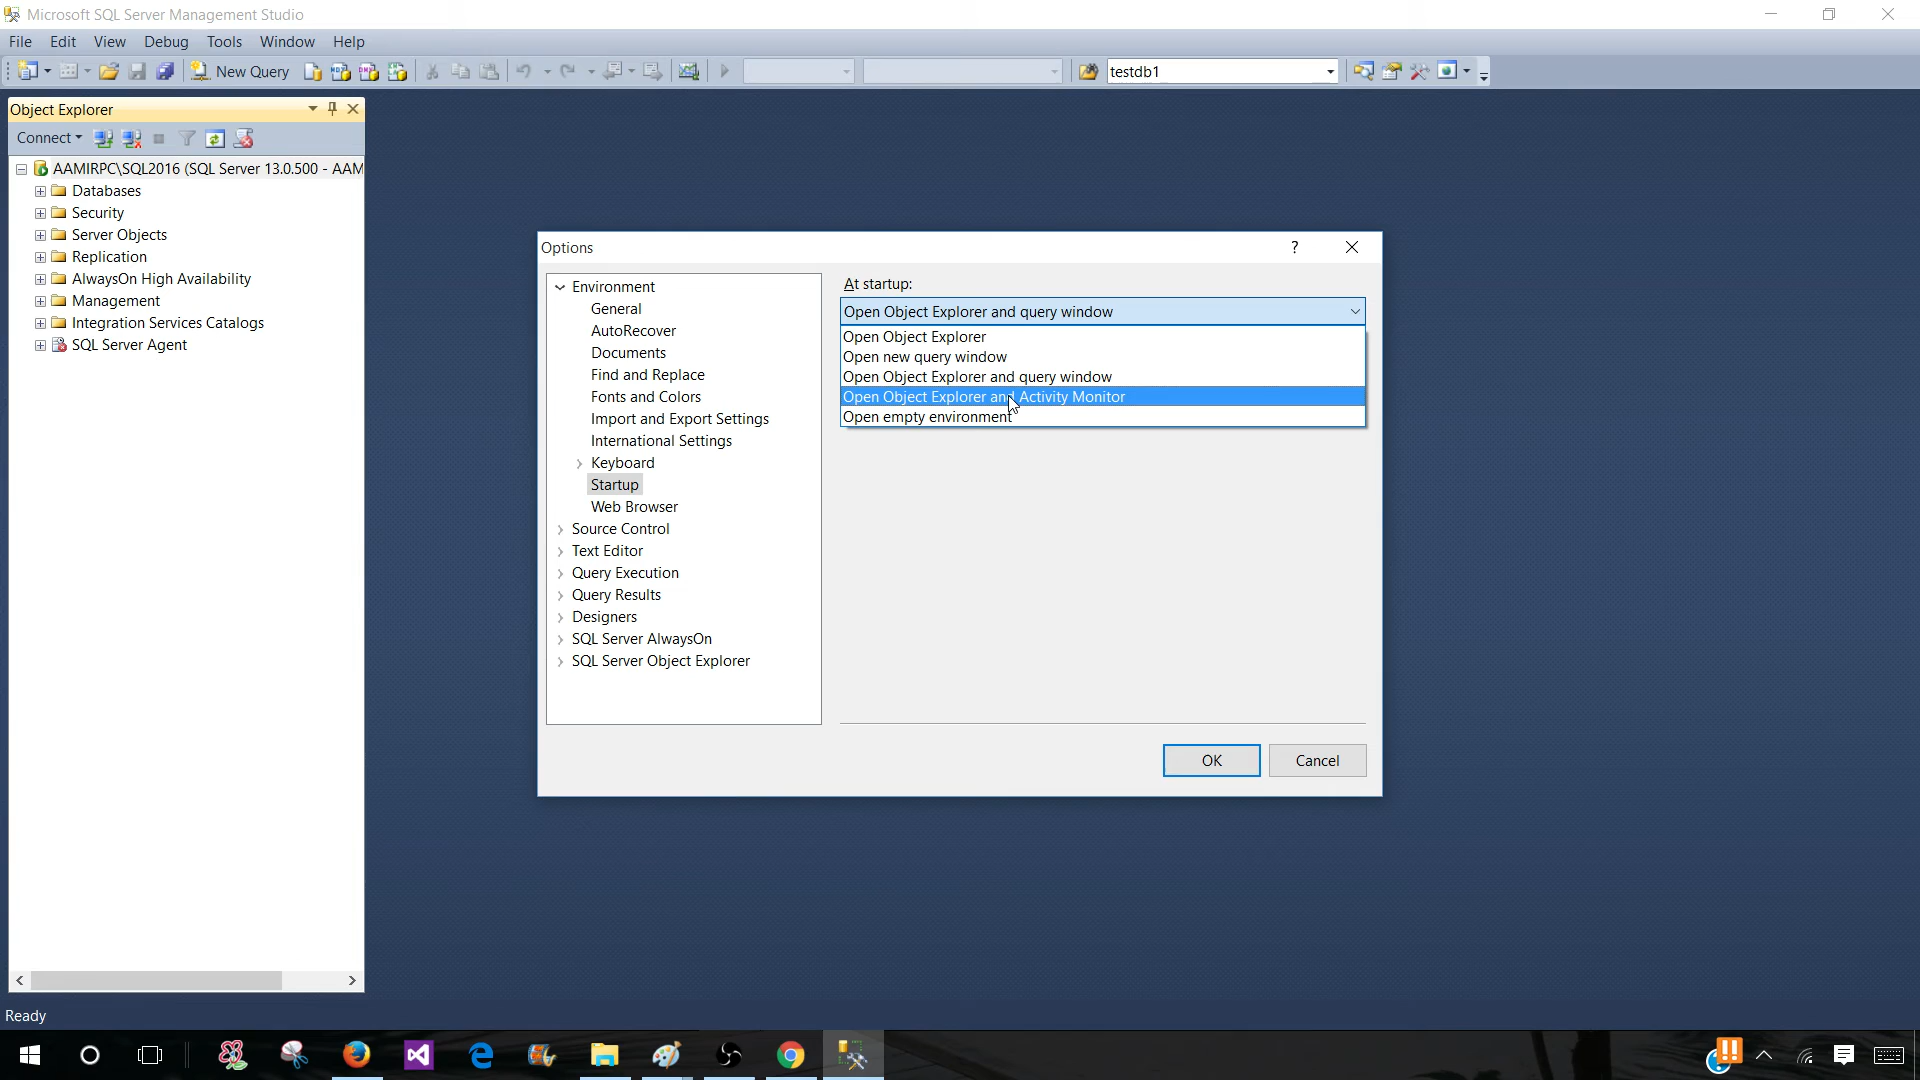 Microsoft SQL Server Management Studio
File Edit View Debug Tools Window Help
New Query testdb1
Object Explorer
Connect
AAMIRPC\SQL2016 (SQL Server 13.0.500 - AAM
Databases
Security
Server Objects
Replication
AlwaysOn High Availability
Management
Integration Services Catalogs
SQL Server Agent
Options
?
Environment
General
AutoRecover
Documents
Find and Replace
Fonts and Colors
Import and Export Settings
International Settings
Keyboard
Startup
Web Browser
Source Control
Text Editor
Query Execution
Query Results
Designers
SQL Server AlwaysOn
SQL Server Object Explorer
At startup:
Open Object Explorer and query window
Open Object Explorer
Open new query window
Open Object Explorer and query window
Open Object Explorer and Activity Monitor
Open empty environment
OK Cancel
Ready